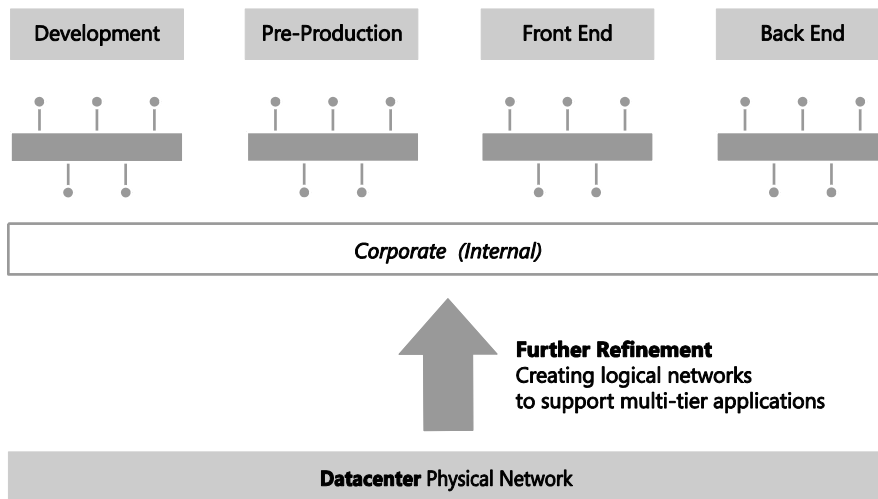 Development
Pre-Production
Front End
Back End
Corporate (Internal)
Further Refinement
Creating logical networks
to support multi-tier applications
Datacenter Physical Network